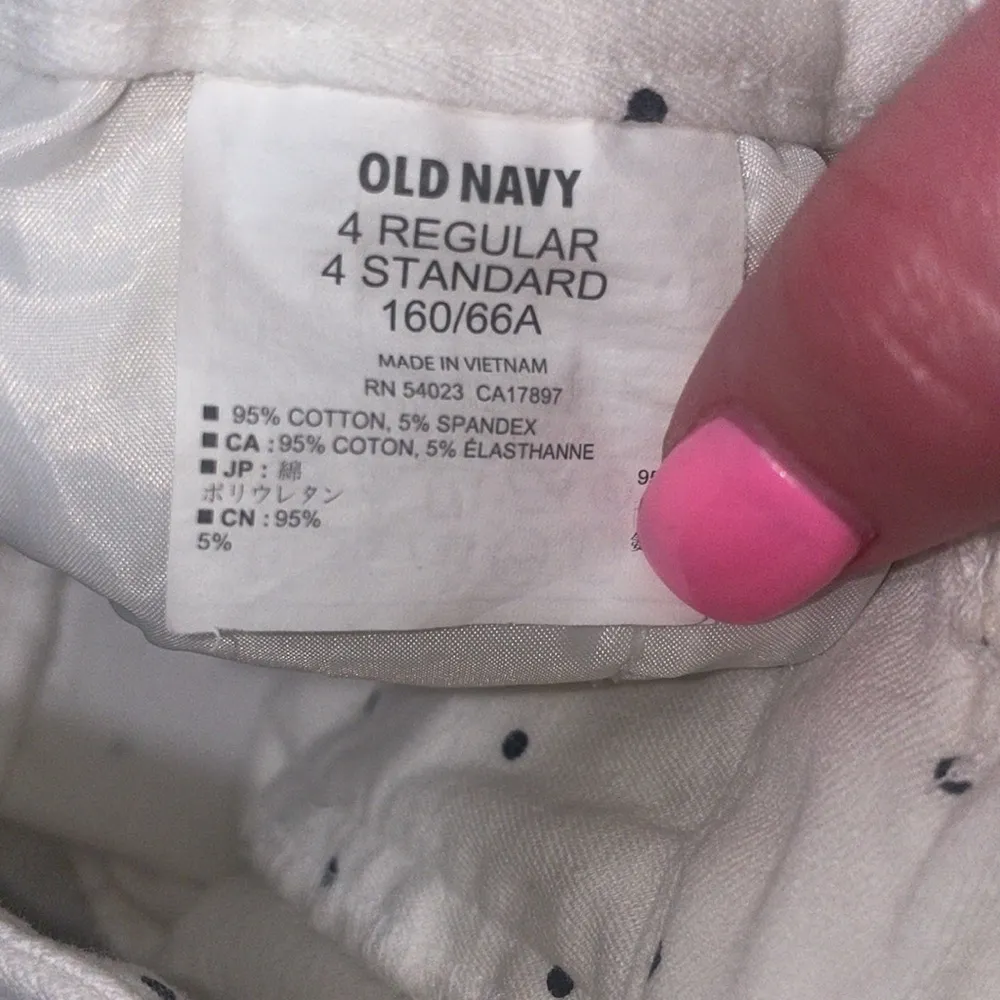 OLD NAVY
4 REGULAR
4 STANDARD
160/66A
MADE IN VIETNAM
RN 54023 CA17897
■ 95% COTTON, 5% SPANDEX
■ CA : 95% COTON, 5% ÉLASTHANNE
■ JP : 綿
ポリウレタン
■ CN : 95%
5%